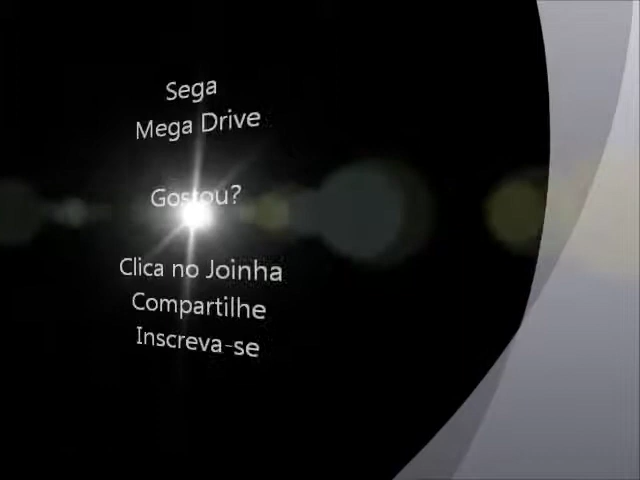 Sega
Mega Drive
Gostou?
Clica no Joinha
Compartilhe
Inscreva-se